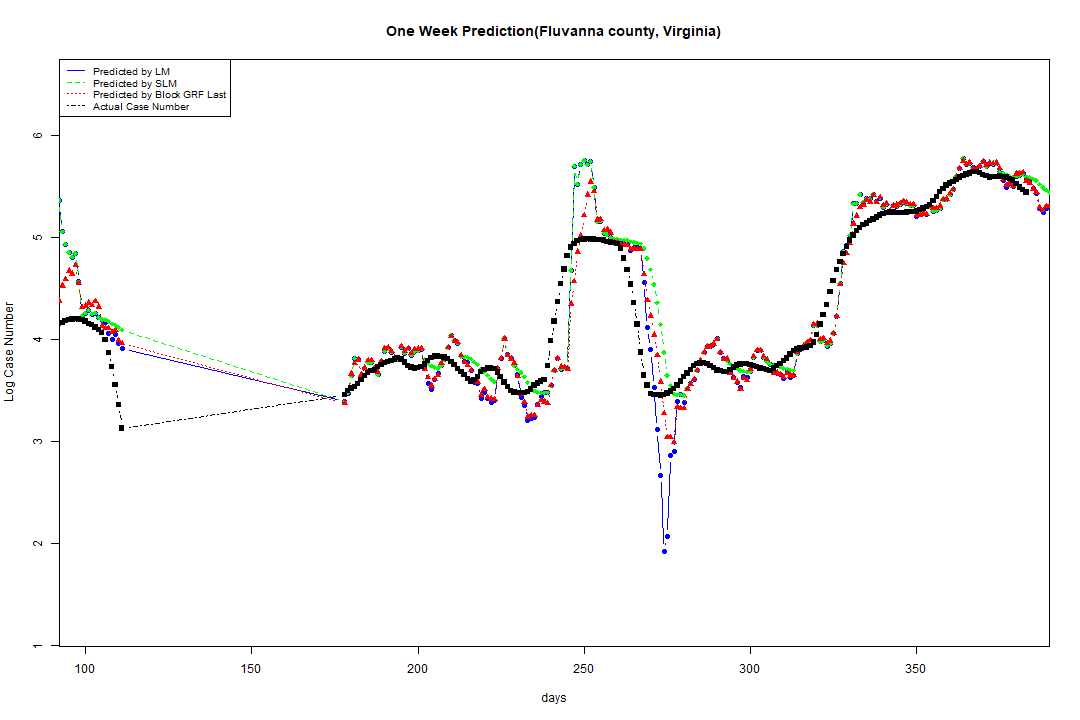 One Week Prediction(Fluvanna county, Virginia)
Predicted by LM
Predicted by SLM
Predicted by Block GRF Last
Actual Case Number
Log Case Number
6
5
4
3
2
1
100 150 200 250 300 350
days